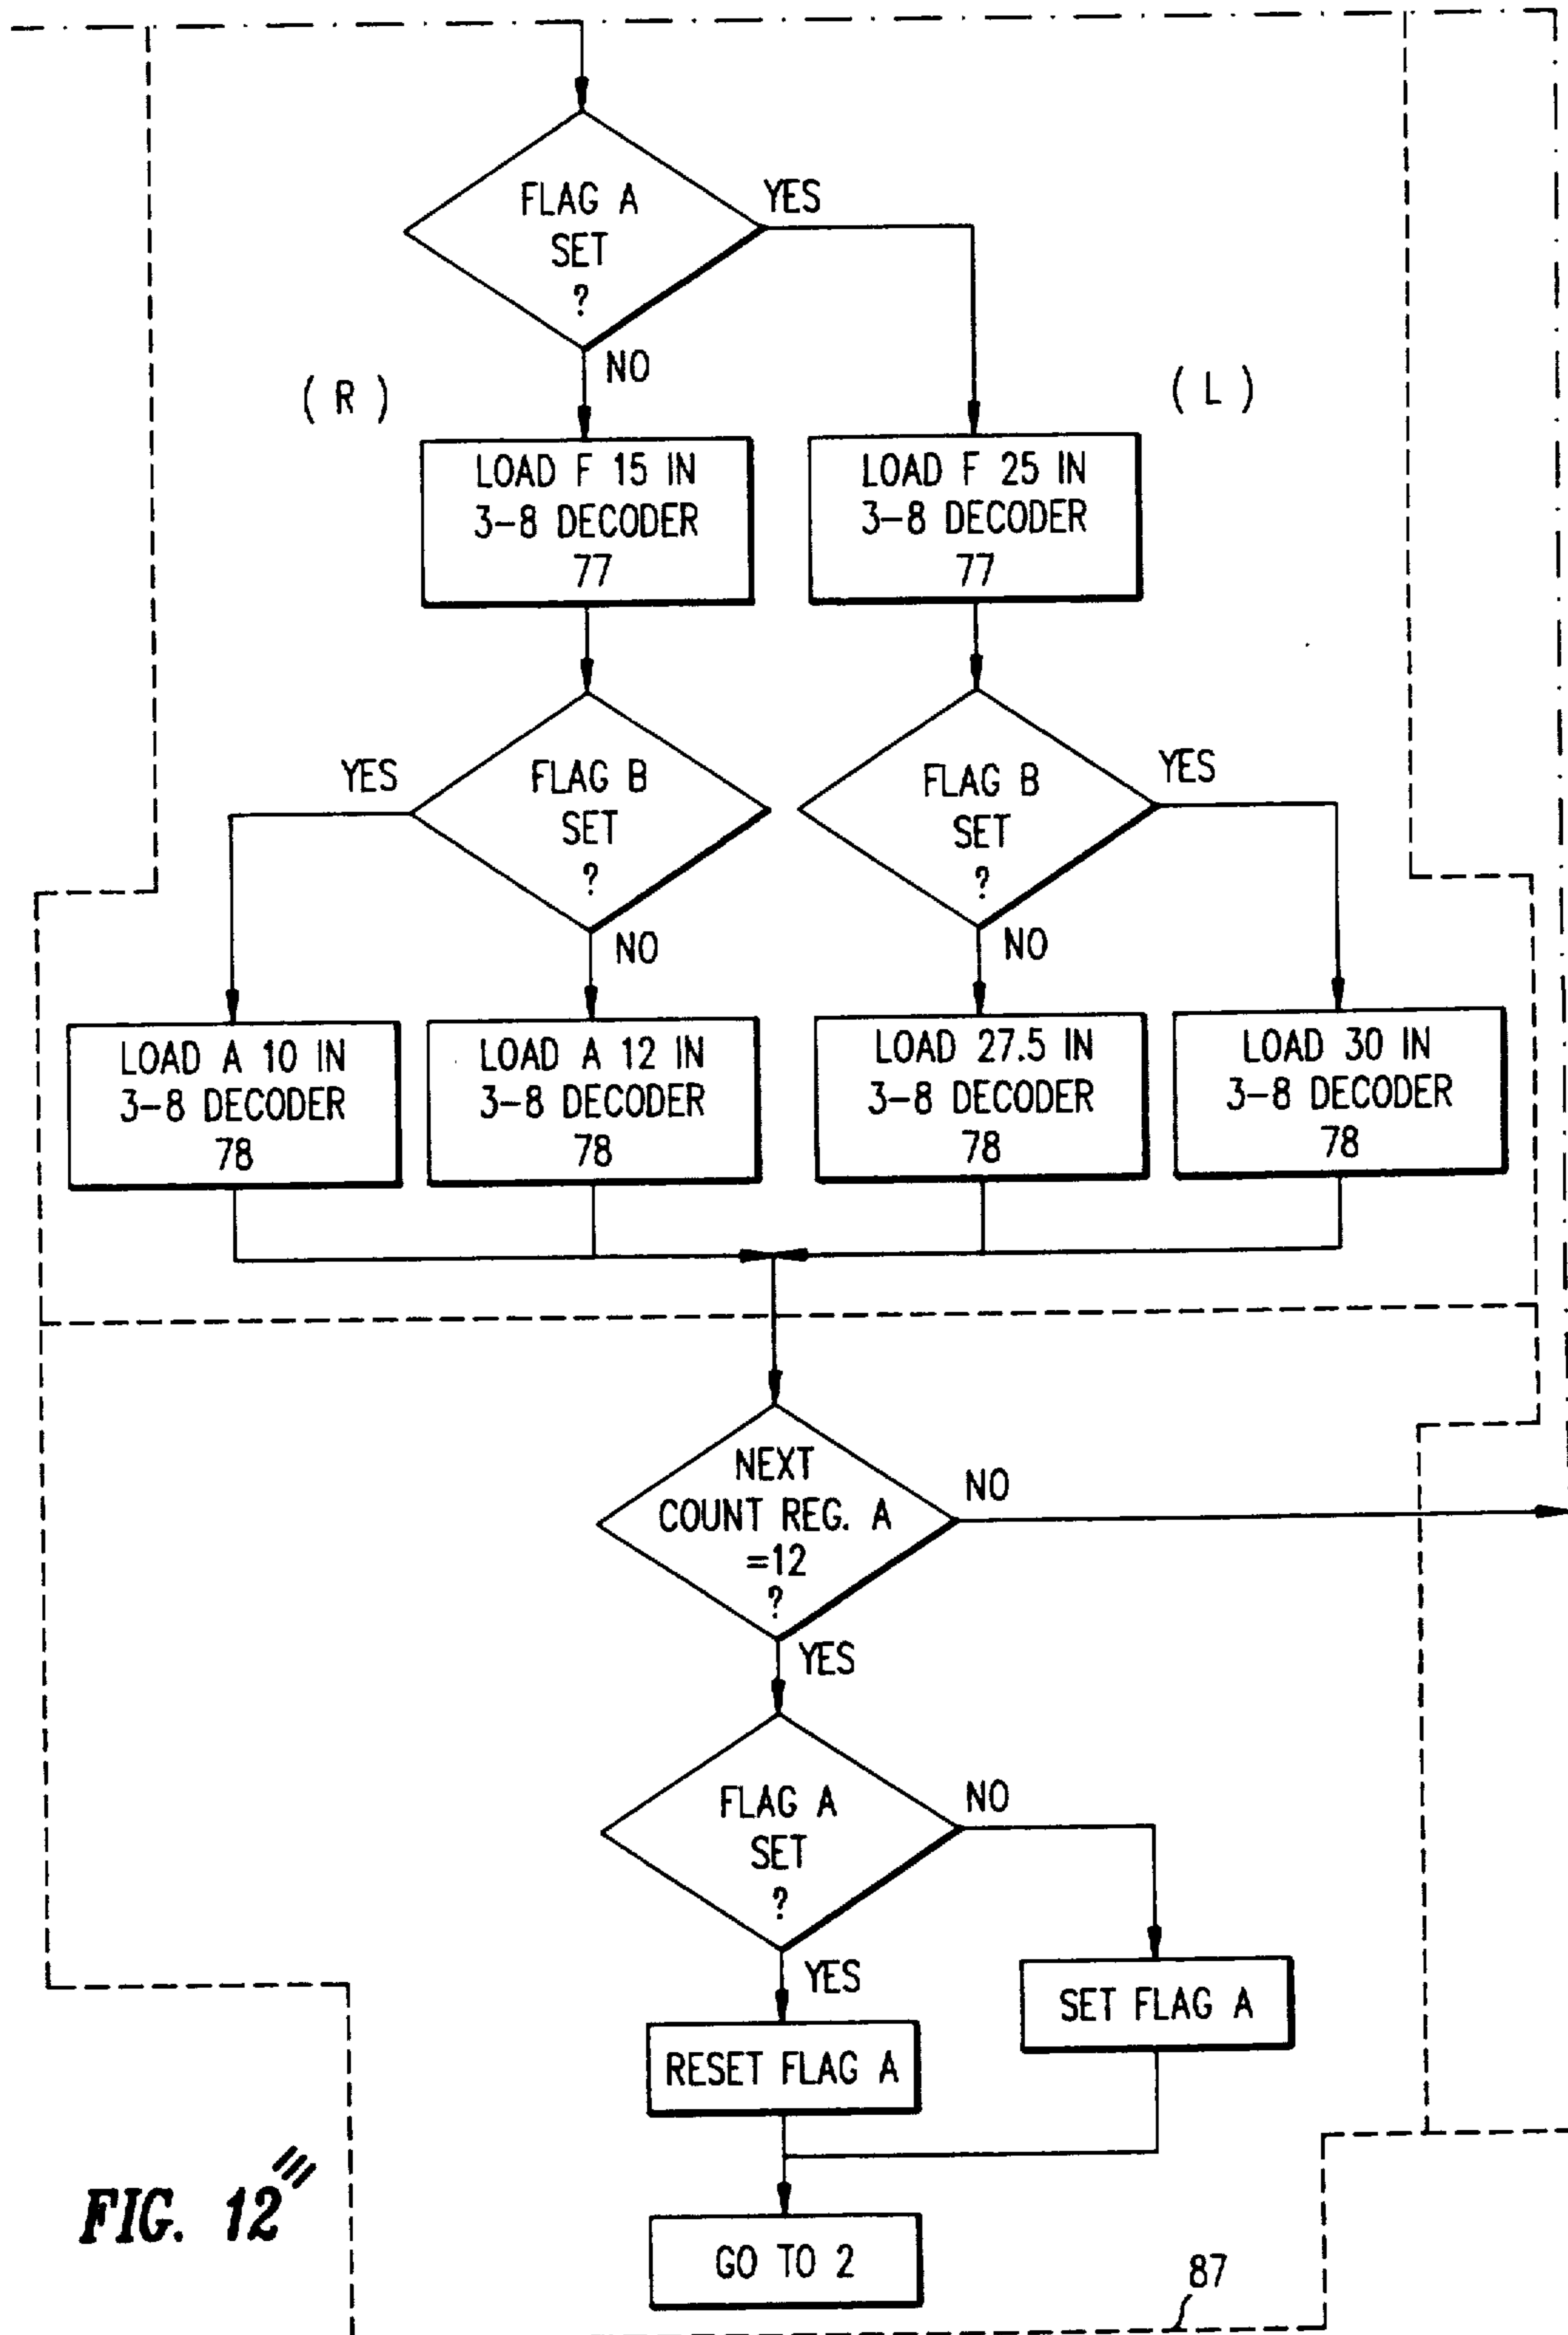 FLAG A
SET
?
YES
NO
( R )
( L )
LOAD F 15 IN
3-8 DECODER
77
LOAD F 25 IN
3-8 DECODER
77
YES
FLAG B
SET
?
NO
FLAG B
SET
?
YES
NO
LOAD A 10 IN
3-8 DECODER
78
LOAD A 12 IN
3-8 DECODER
78
LOAD 27.5 IN
3-8 DECODER
78
LOAD 30 IN
3-8 DECODER
78
NEXT
COUNT REG. A
=12
?
NO
YES
FLAG A
SET
?
NO
YES
SET FLAG A
RESET FLAG A
GO TO 2
87
FIG. 12'''